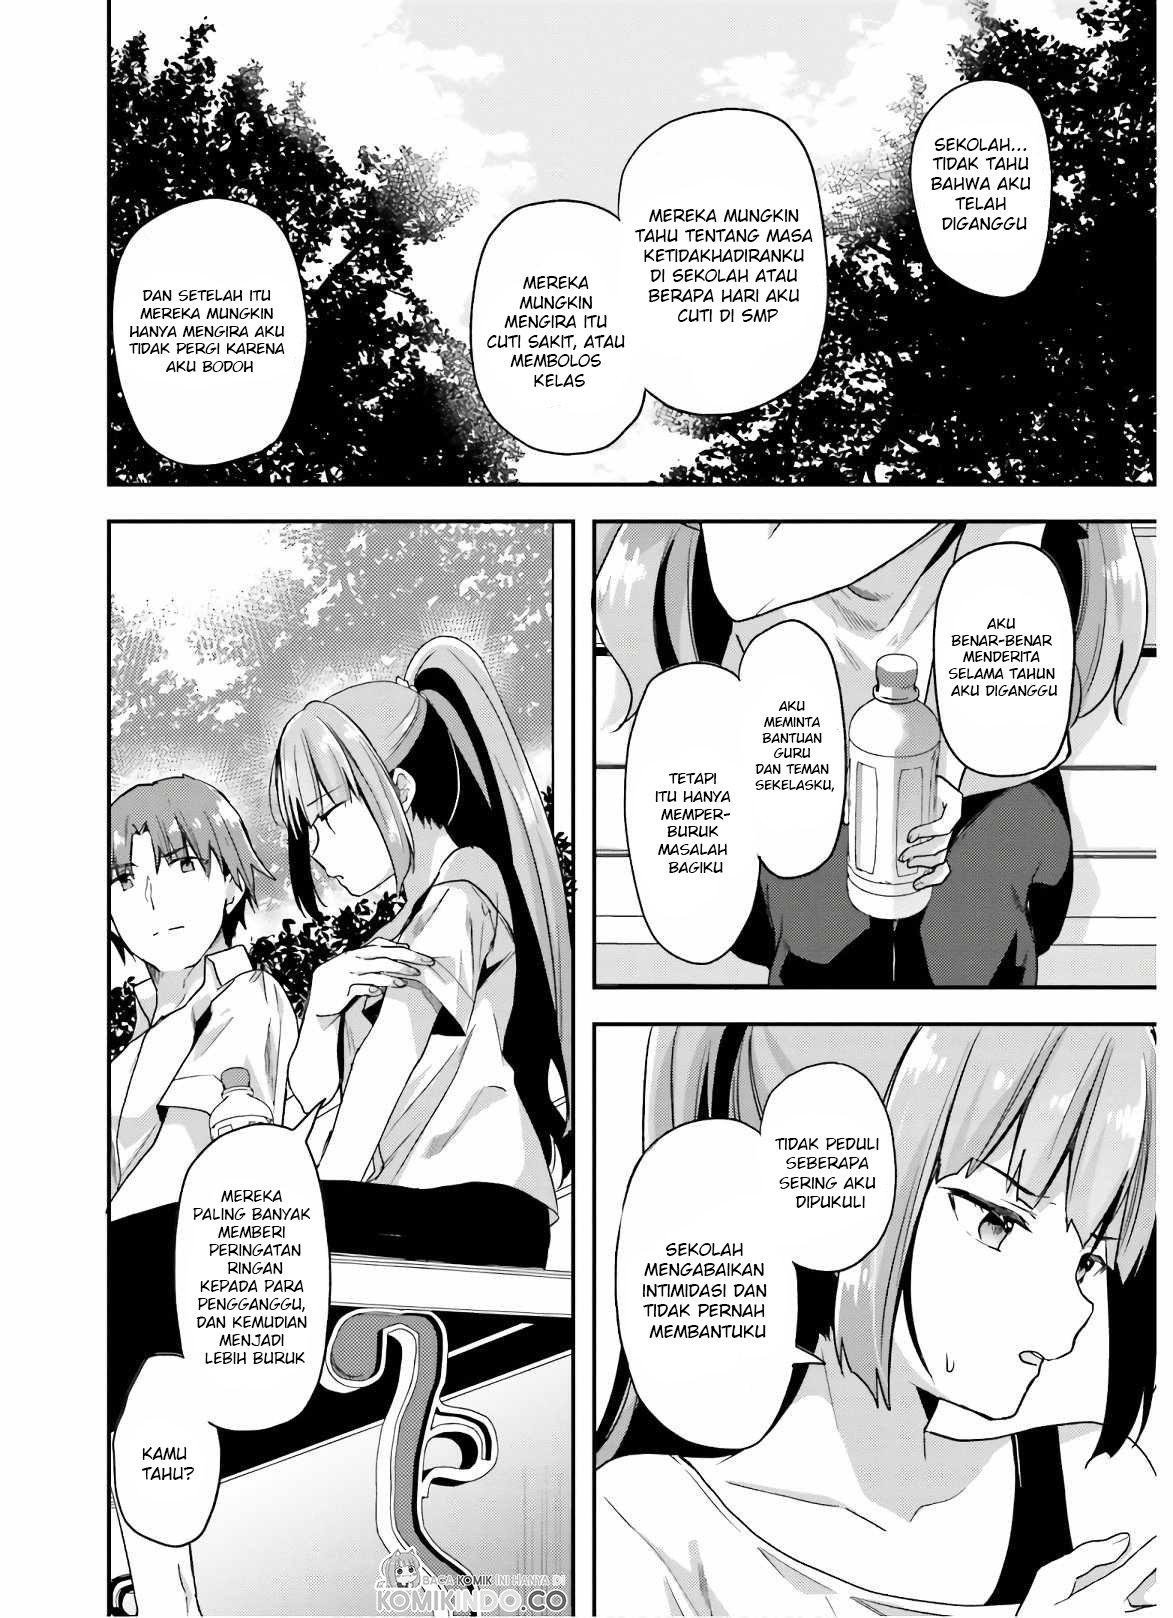 SEKOLAH...
TIDAK TAHU
BAHWA AKU
TELAH
DIGANGGU
MEREKA MUNGKIN
TAHU TENTANG MASA
KETIDAKHADIRANKU
DI SEKOLAH ATAU
BERAPA HARI AKU
CUTI DI SMP
MEREKA
MUNGKIN
MENGIRA ITU
CUTI SAKIT, ATAU
MEMBOLOS
KELAS
DAN SETELAH ITU
MEREKA MUNGKIN
HANYA MENGIRA AKU
TIDAK PERGI KARENA
AKU BODOH
AKU
BENAR-BENAR
MENDERITA
SELAMA TAHUN
AKU DIGANGGU
AKU
MEMINTA
BANTUAN
GURU
DAN TEMAN
SEKELASKU,
TETAPI
ITU HANYA
MEMPER-
BURUK
MASALAH
BAGIKU
TIDAK PEDULI
SEBERAPA
SERING AKU
DIPUKULI
SEKOLAH
MENGABAIKAN
INTIMIDASI DAN
TIDAK PERNAH
MEMBANTUKU
MEREKA
PALING BANYAK
MEMBERI
PERINGATAN
RINGAN
KEPADA PARA
PENGGANGGU,
DAN KEMUDIAN
MENJADI
LEBIH BURUK
KAMU
TAHU?
BACA KOMIK INI HANYA DI
KOMIKINDO.CO